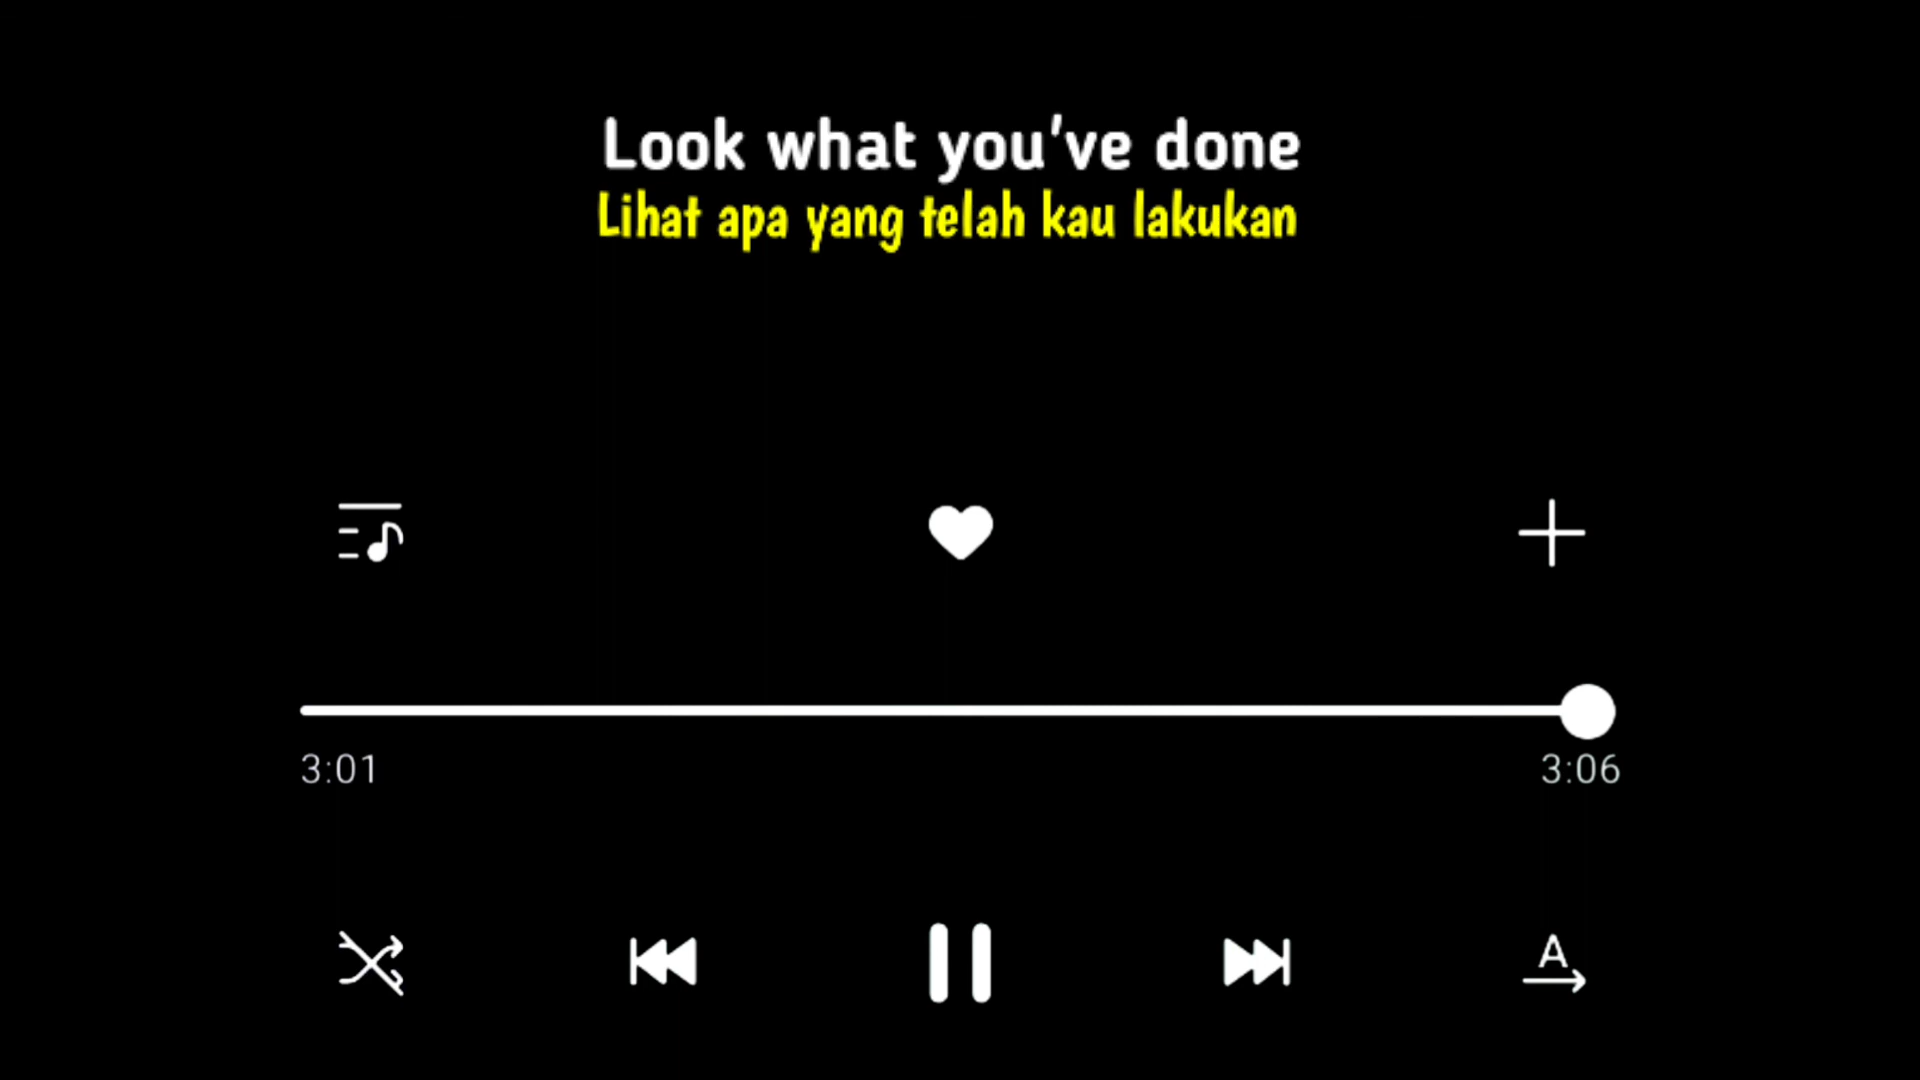 Look what you've done
Lihat apa yang telah kau lakukan
3:01
3:06
A